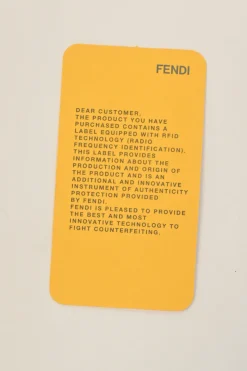 FENDI
DEAR CUSTOMER,
THE PRODUCT YOU HAVE
PURCHASED CONTAINS A
LABEL EQUIPPED WITH RFID
TECHNOLOGY (RADIO
FREQUENCY IDENTIFICATION).
THIS LABEL PROVIDES
INFORMATION ABOUT THE
PRODUCTION AND ORIGIN OF
THE PRODUCT AND IS AN
ADDITIONAL AND INNOVATIVE
INSTRUMENT OF AUTHENTICITY
PROTECTION PROVIDED
BY FENDI.
FENDI IS PLEASED TO PROVIDE
THE BEST AND MOST
INNOVATIVE TECHNOLOGY TO
FIGHT COUNTERFEITING.